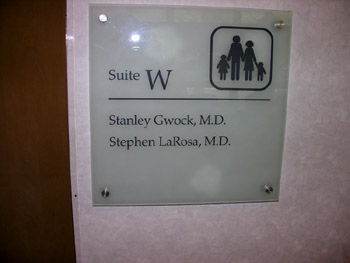 Suite W
Stanley Gwock, M.D.
Stephen LaRosa, M.D.